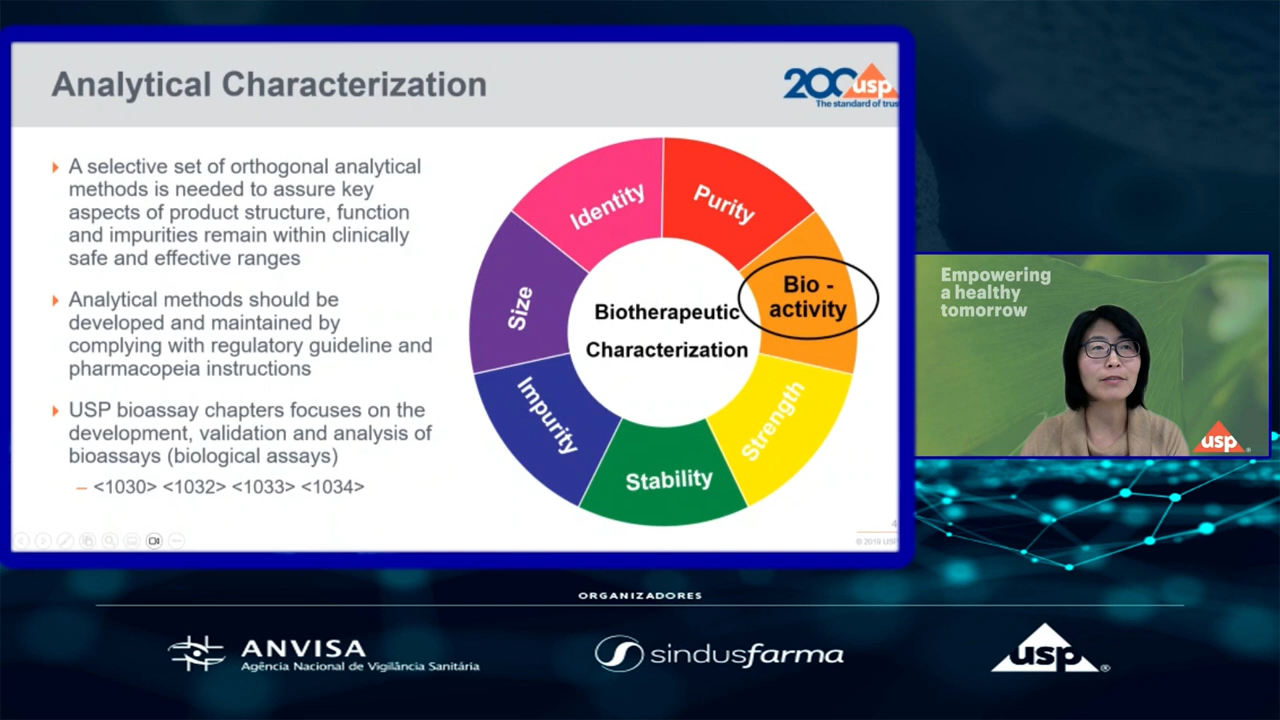 Analytical Characterization
200 usp
The standard of trus
A selective set of orthogonal analytical
methods is needed to assure key
aspects of product structure, function
and impurities remain within clinically
safe and effective ranges
Analytical methods should be
developed and maintained by
complying with regulatory guideline and
pharmacopeia instructions
USP bioassay chapters focuses on the
development, validation and analysis of
bioassays (biological assays)
– <1030> <1032> <1033> <1034>
Identity
Purity
Bio -
activity
Strength
Stability
Impurity
Size
Biotherapeutic
Characterization
4
© 2019 USP
Empowering
a healthy
tomorrow
usp®
ORGANIZADORES
ANVISA
Agência Nacional de Vigilância Sanitária
sindusfarma
usp®